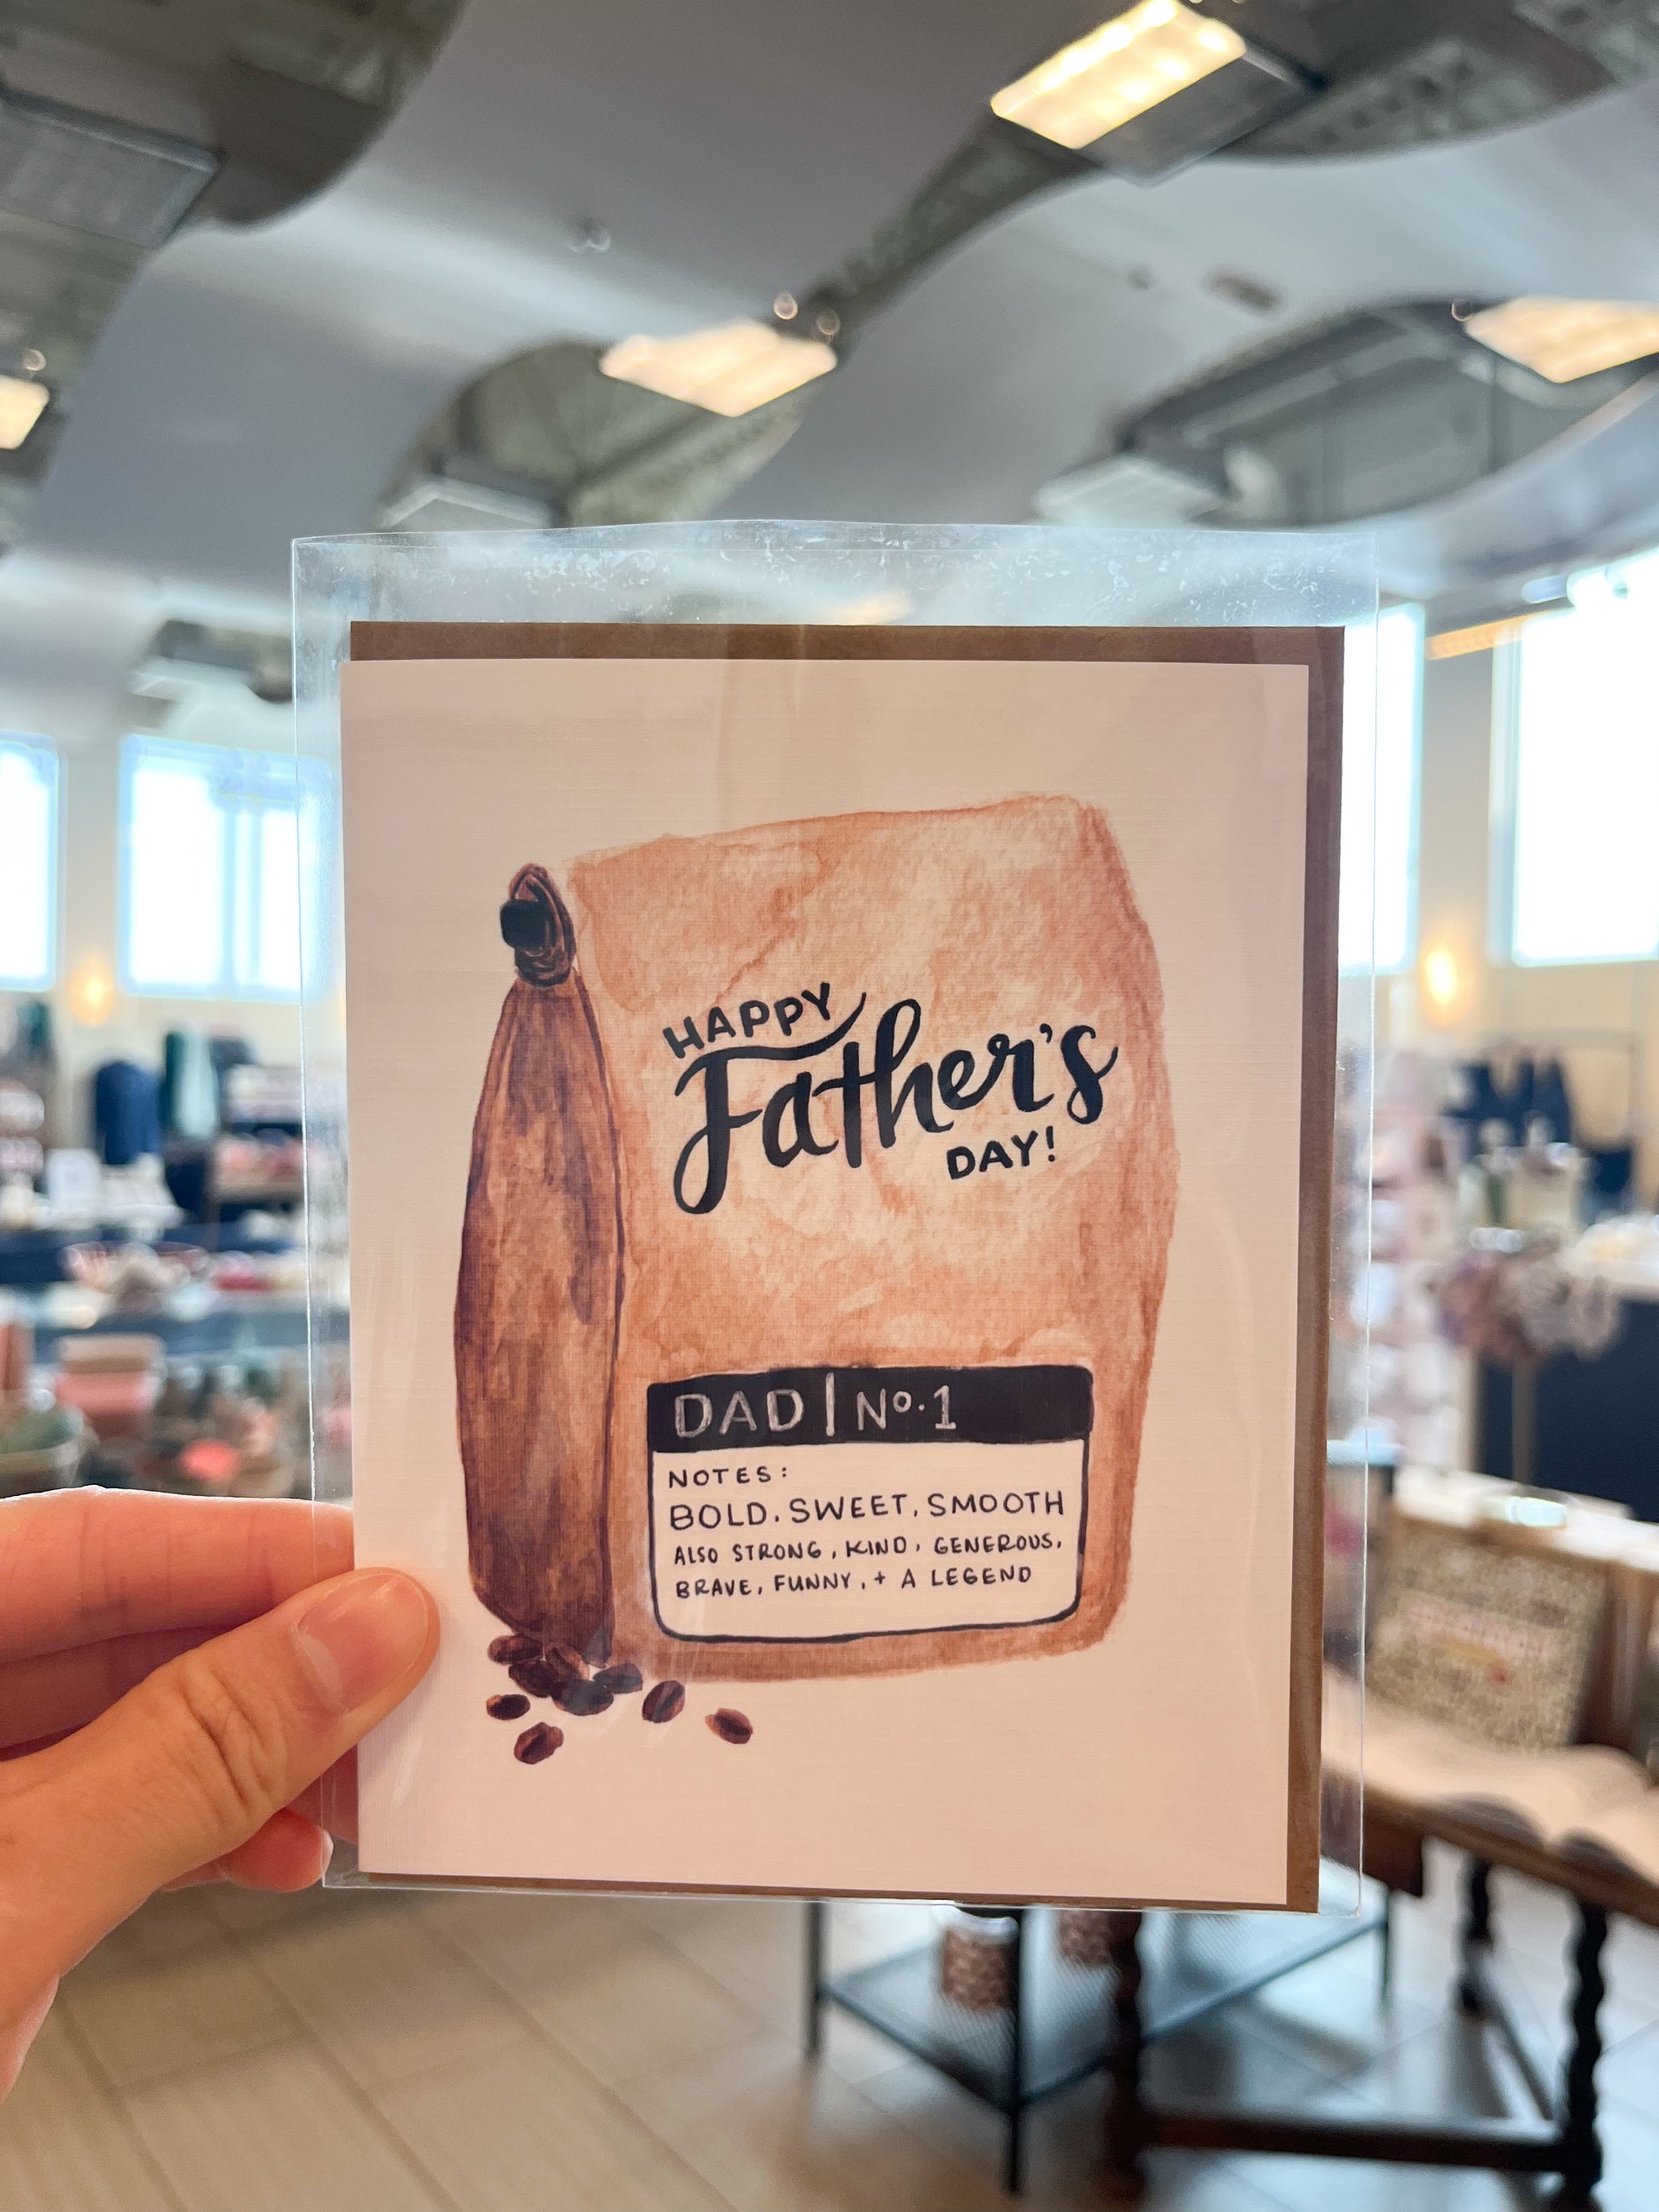 HAPPY
Father's
DAY!
DAD | Nº.1
NOTES:
BOLD, SWEET, SMOOTH
ALSO STRONG, KIND, GENEROUS,
BRAVE, FUNNY, + A LEGEND